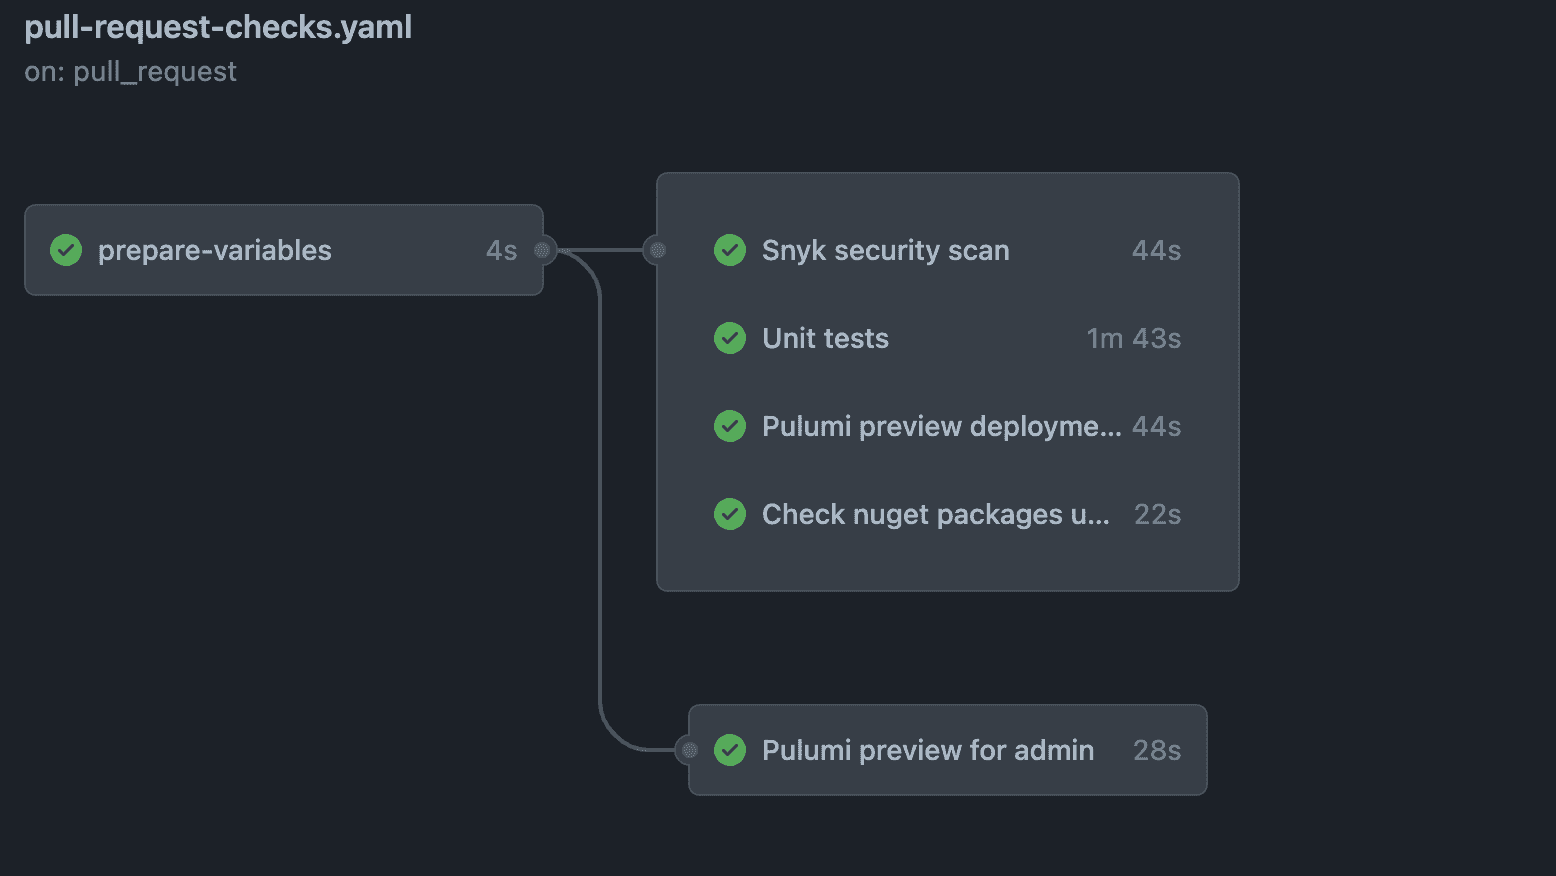 pull-request-checks.yaml
on: pull_request
prepare-variables 4s
Snyk security scan 44s
Unit tests 1m 43s
Pulumi preview deployme... 44s
Check nuget packages u... 22s
Pulumi preview for admin 28s